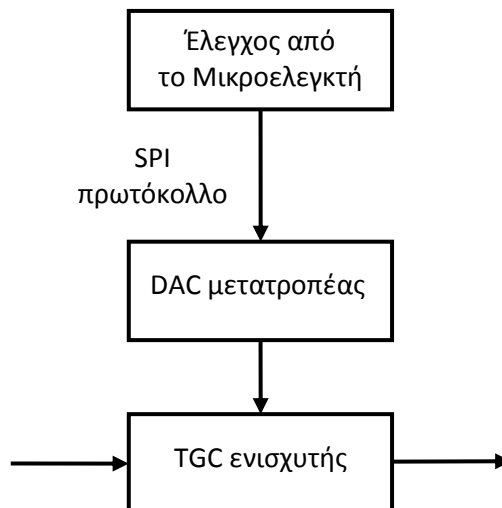 Έλεγχος από
το Μικροελεγκτή
SPI
πρωτόκολλο
DAC μετατροπέας
TGC ενισχυτής